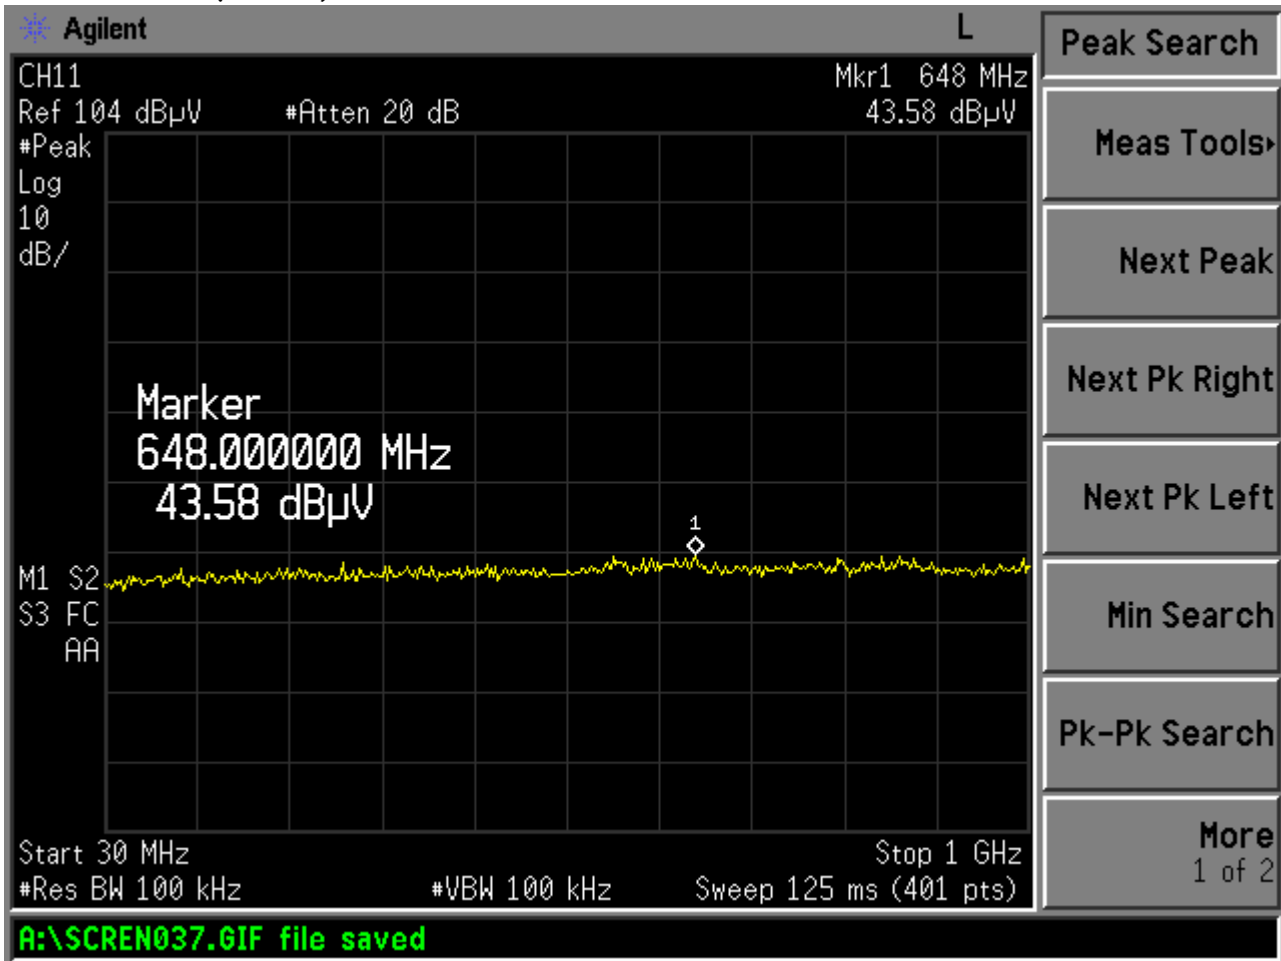 Agilent L
Peak Search
CH11 Mkr1 648 MHz
Ref 104 dBµV #Atten 20 dB 43.58 dBµV
#Peak
Log
10
dB/
Marker
648.000000 MHz
43.58 dBµV
1
M1 S2
S3 FC
AA
Start 30 MHz Stop 1 GHz
#Res BW 100 kHz #VBW 100 kHz Sweep 125 ms (401 pts)
Meas Tools
Next Peak
Next Pk Right
Next Pk Left
Min Search
Pk-Pk Search
More
1 of 2
A:\SCREN037.GIF file saved